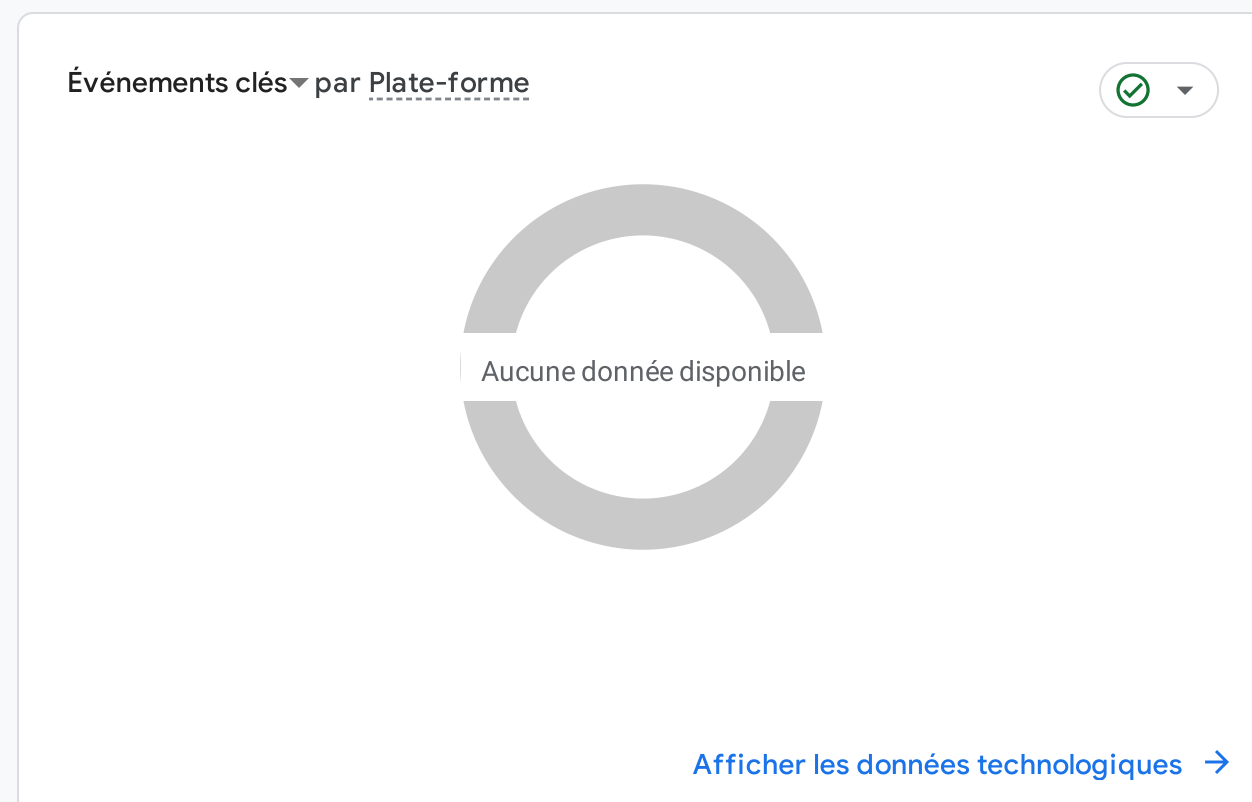 Événements clés par Plate-forme
Aucune donnée disponible
Afficher les données technologiques